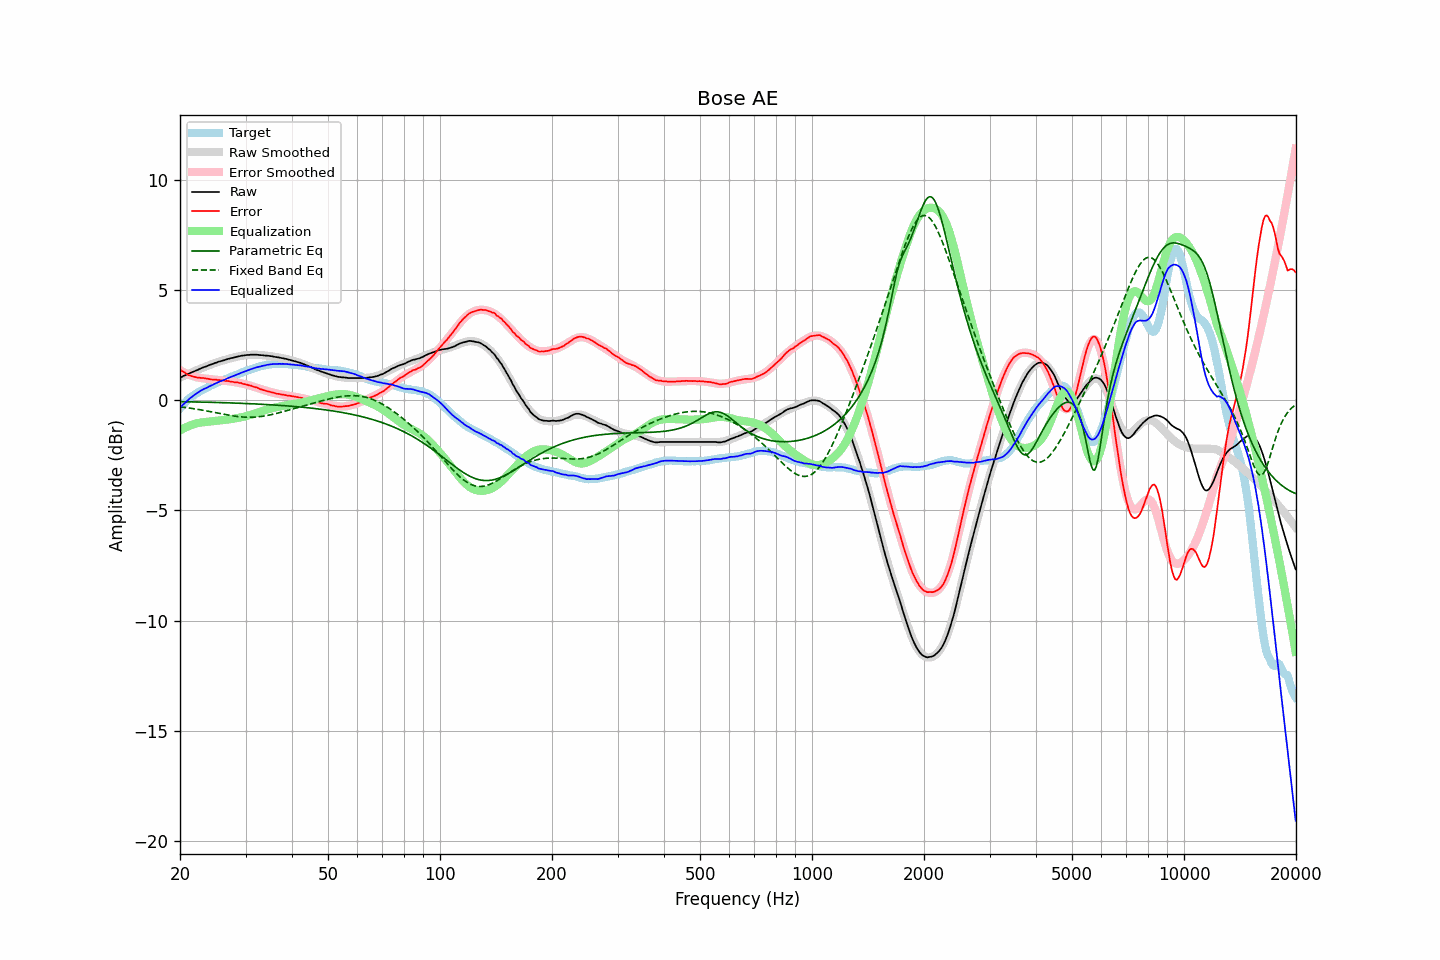 Bose AE
Target
Raw Smoothed
Error Smoothed
Raw
Error
Equalization
Parametric Eq
Fixed Band Eq
Equalized
Amplitude (dBr)
10
5
0
−5
−10
−15
−20
20 50 100 200 500 1000 2000 5000 10000 20000
Frequency (Hz)